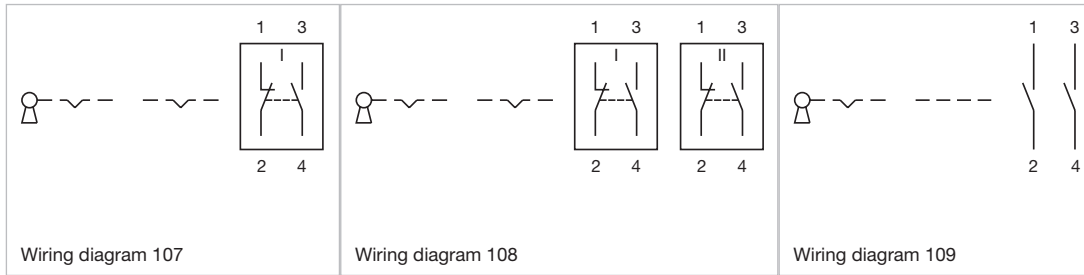 1 3
I
2 4
Wiring diagram 107
1 3 1 3
I II
2 4 2 4
Wiring diagram 108
1 3
2 4
Wiring diagram 109